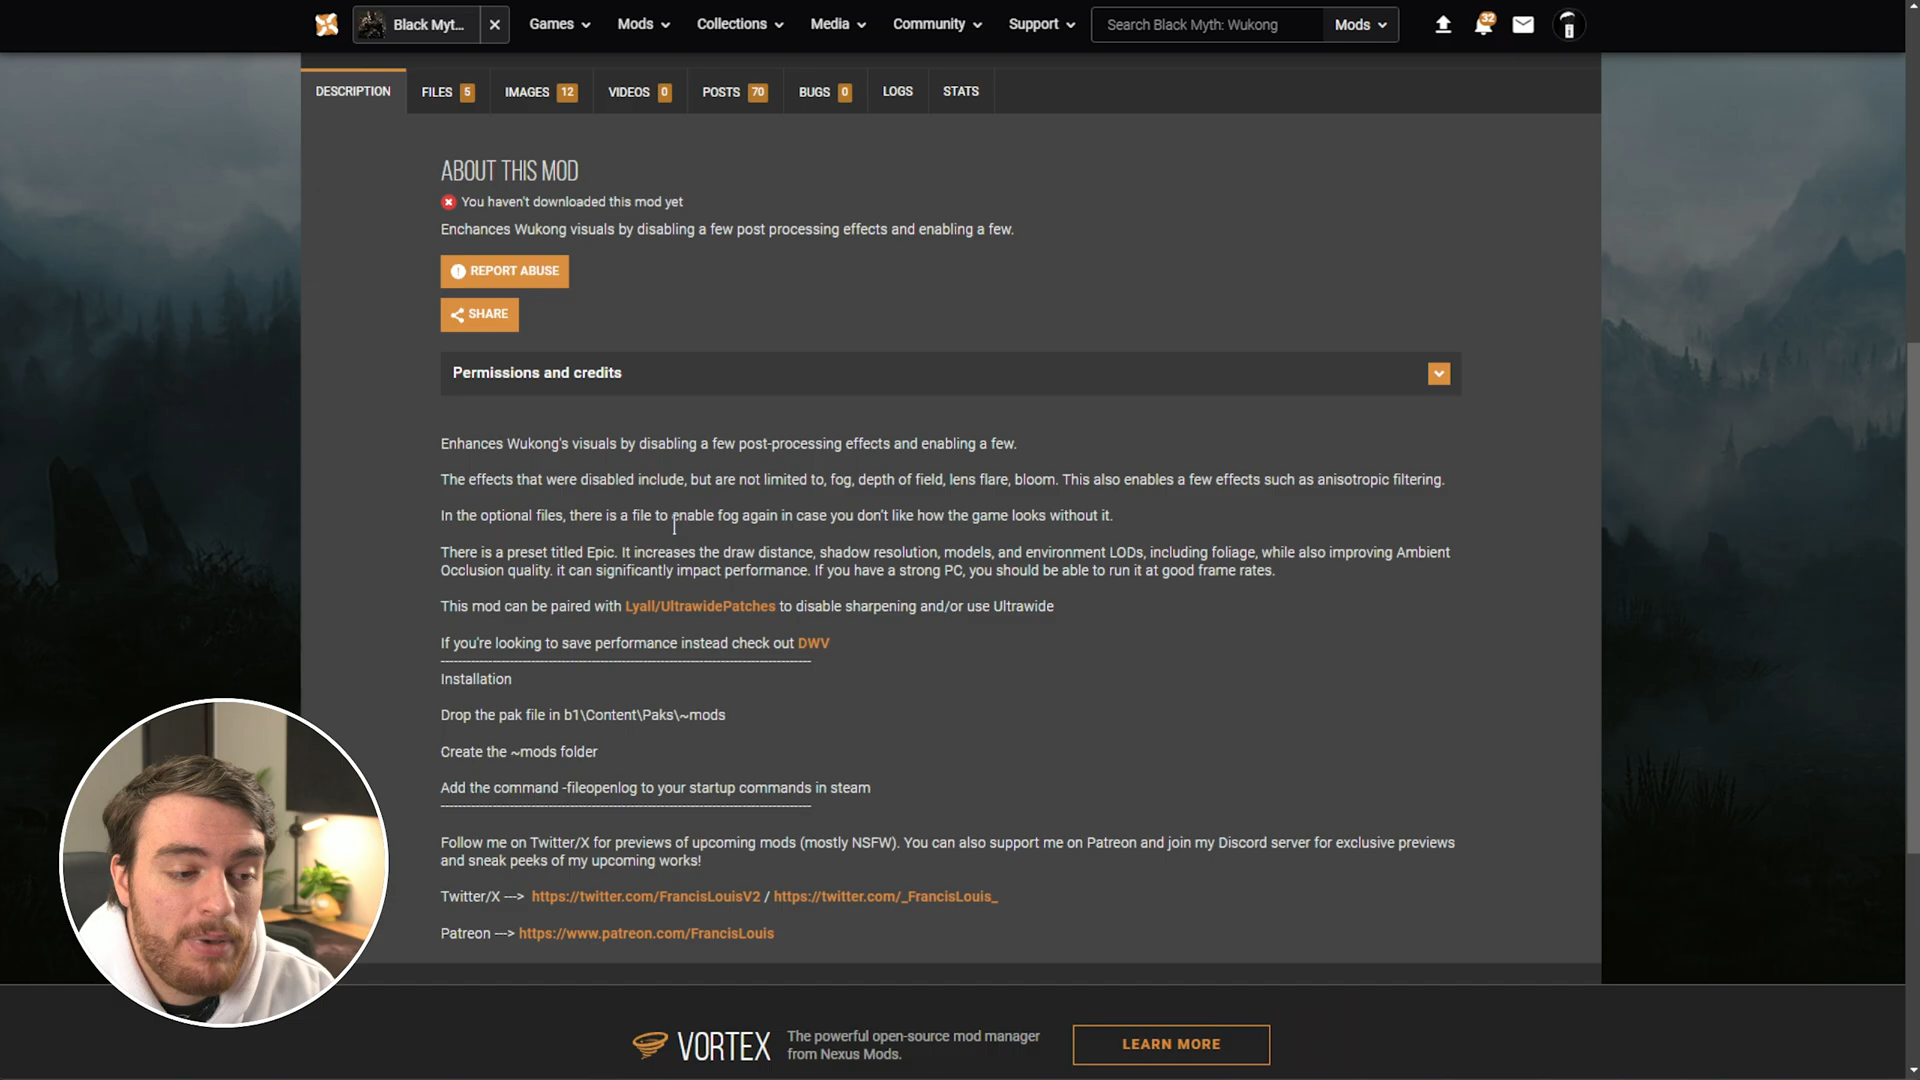 Black Myt...
Games
Mods
Collections
Media
Community
Support
Search Black Myth: Wukong
Mods
32
DESCRIPTION
FILES 5
IMAGES 12
VIDEOS 0
POSTS 70
BUGS 0
LOGS
STATS
ABOUT THIS MOD
You haven't downloaded this mod yet
Enchances Wukong visuals by disabling a few post processing effects and enabling a few.
REPORT ABUSE
SHARE
Permissions and credits
Enhances Wukong's visuals by disabling a few post-processing effects and enabling a few.
The effects that were disabled include, but are not limited to, fog, depth of field, lens flare, bloom. This also enables a few effects such as anisotropic filtering.
In the optional files, there is a file to enable fog again in case you don't like how the game looks without it.
There is a preset titled Epic. It increases the draw distance, shadow resolution, models, and environment LODs, including foliage, while also improving Ambient
Occlusion quality. it can significantly impact performance. If you have a strong PC, you should be able to run it at good frame rates.
This mod can be paired with Lyall/UltrawidePatches to disable sharpening and/or use Ultrawide
If you're looking to save performance instead check out DWV
Installation
Drop the pak file in b1\Content\Paks\~mods
Create the ~mods folder
Add the command -fileopenlog to your startup commands in steam
Follow me on Twitter/X for previews of upcoming mods (mostly NSFW). You can also support me on Patreon and join my Discord server for exclusive previews
and sneak peeks of my upcoming works!
Twitter/X ---> https://twitter.com/FrancisLouisV2 / https://twitter.com/_FrancisLouis_
Patreon ---> https://www.patreon.com/FrancisLouis
VORTEX
The powerful open-source mod manager
from Nexus Mods.
LEARN MORE